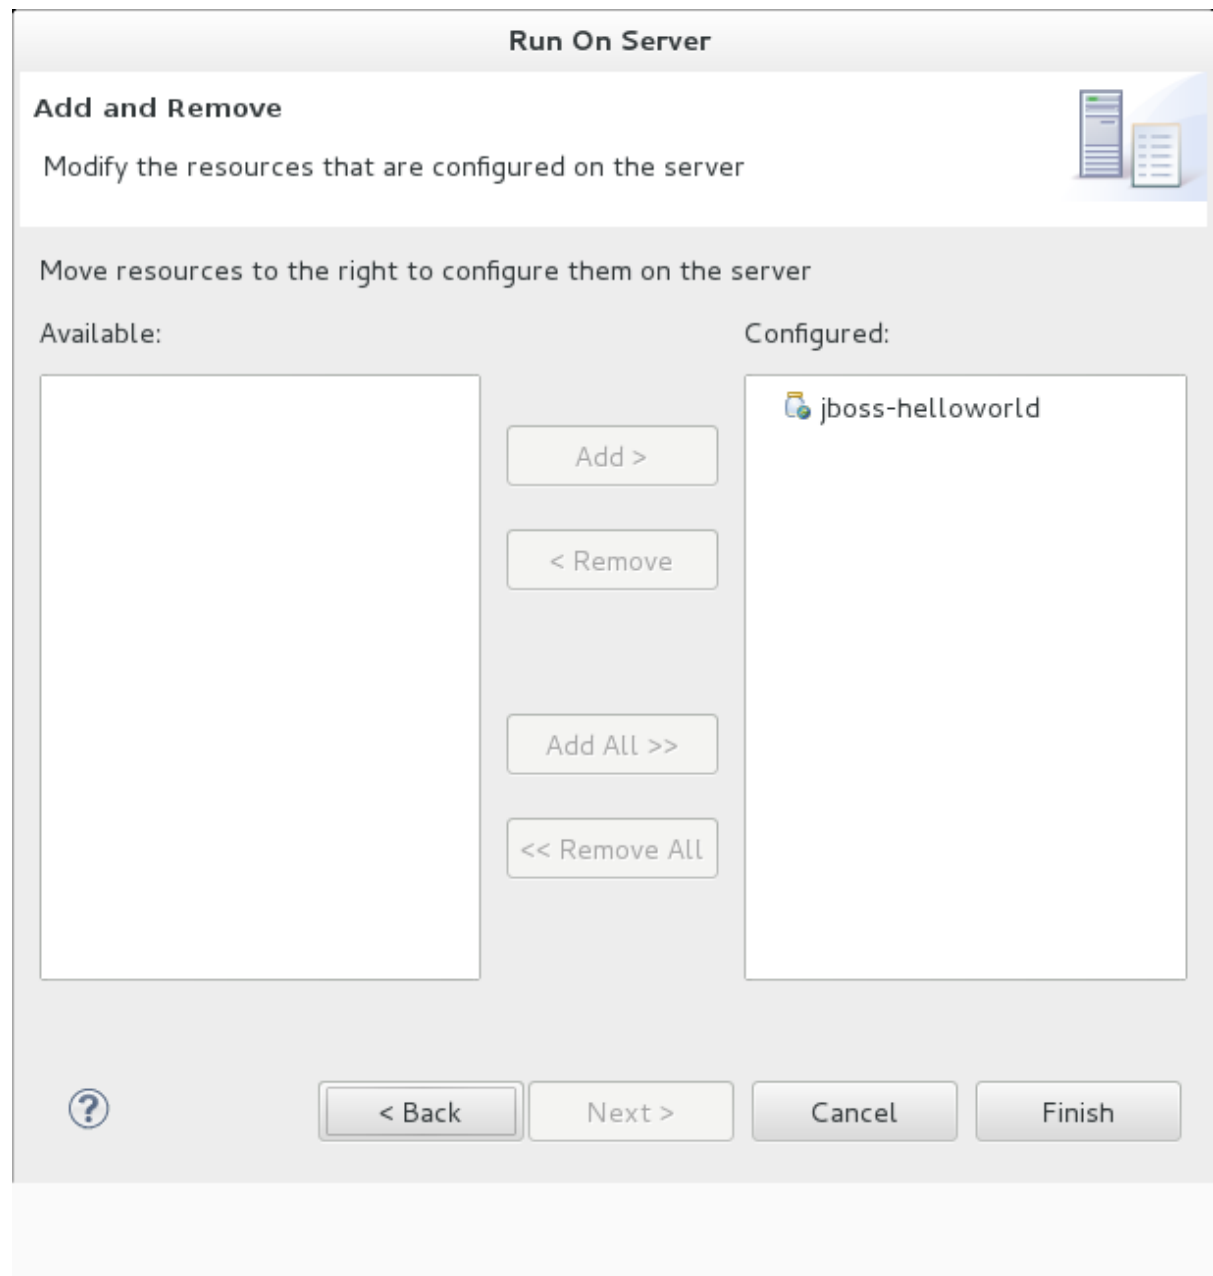 Run On Server
Add and Remove
Modify the resources that are configured on the server
Move resources to the right to configure them on the server
Available:
Configured:
jboss-helloworld
Add >
< Remove
Add All >>
<< Remove All
?
< Back
Next >
Cancel
Finish